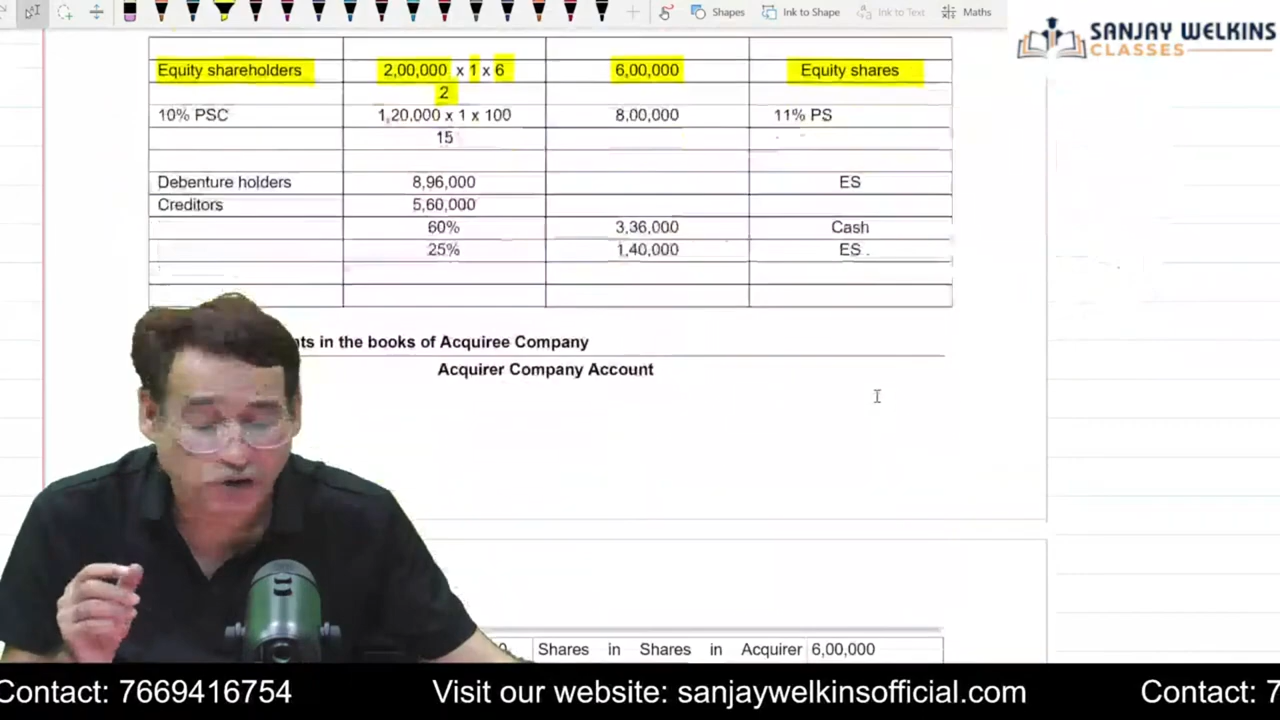 Shapes
Ink to Shape
Ink to Text
Maths
SANJAY WELKINS
CLASSES
Equity shareholders 2,00,000 x 1 x 6 6,00,000 Equity shares
2
10% PSC 1,20,000 x 1 x 100 8,00,000 11% PS
15
Debenture holders 8,96,000 ES
Creditors 5,60,000
60% 3,36,000 Cash
25% 1,40,000 ES .
in the books of Acquiree Company
Acquirer Company Account
Shares in Shares in Acquirer 6,00,000
Contact: 7669416754 Visit our website: sanjaywelkinsofficial.com Contact: 7